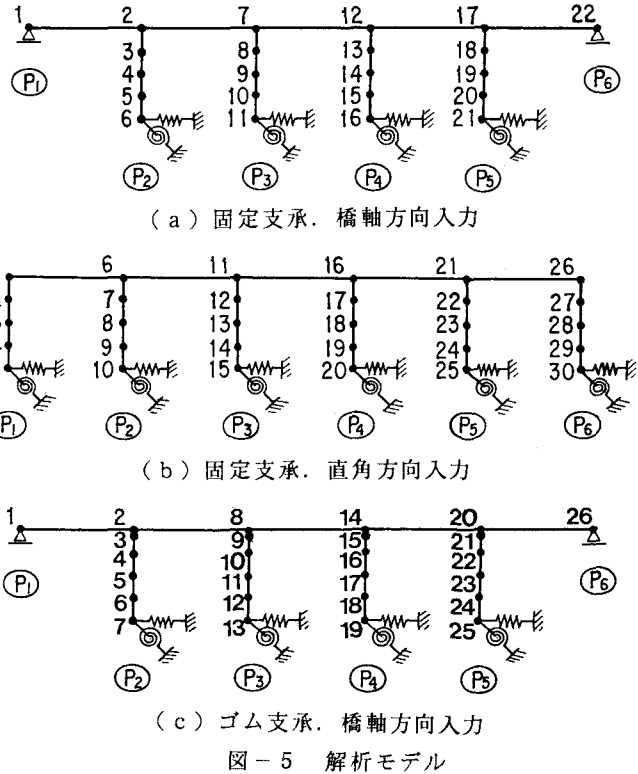 1 2 7 12 17 22
3 8 13 18
4 9 14 19
5 10 15 20
6 11 16 21
P1 P2 P3 P4 P5 P6
(a) 固定支承. 橋軸方向入力
6 11 16 21 26
7 12 17 22 27
8 13 18 23 28
9 14 19 24 29
10 15 20 25 30
P1 P2 P3 P4 P5 P6
(b) 固定支承. 直角方向入力
1 2 8 14 20 26
3 9 15 21
4 10 16 22
5 11 17 23
6 12 18 24
7 13 19 25
P1 P2 P3 P4 P5 P6
(c) ゴム支承. 橋軸方向入力
図-5 解析モデル